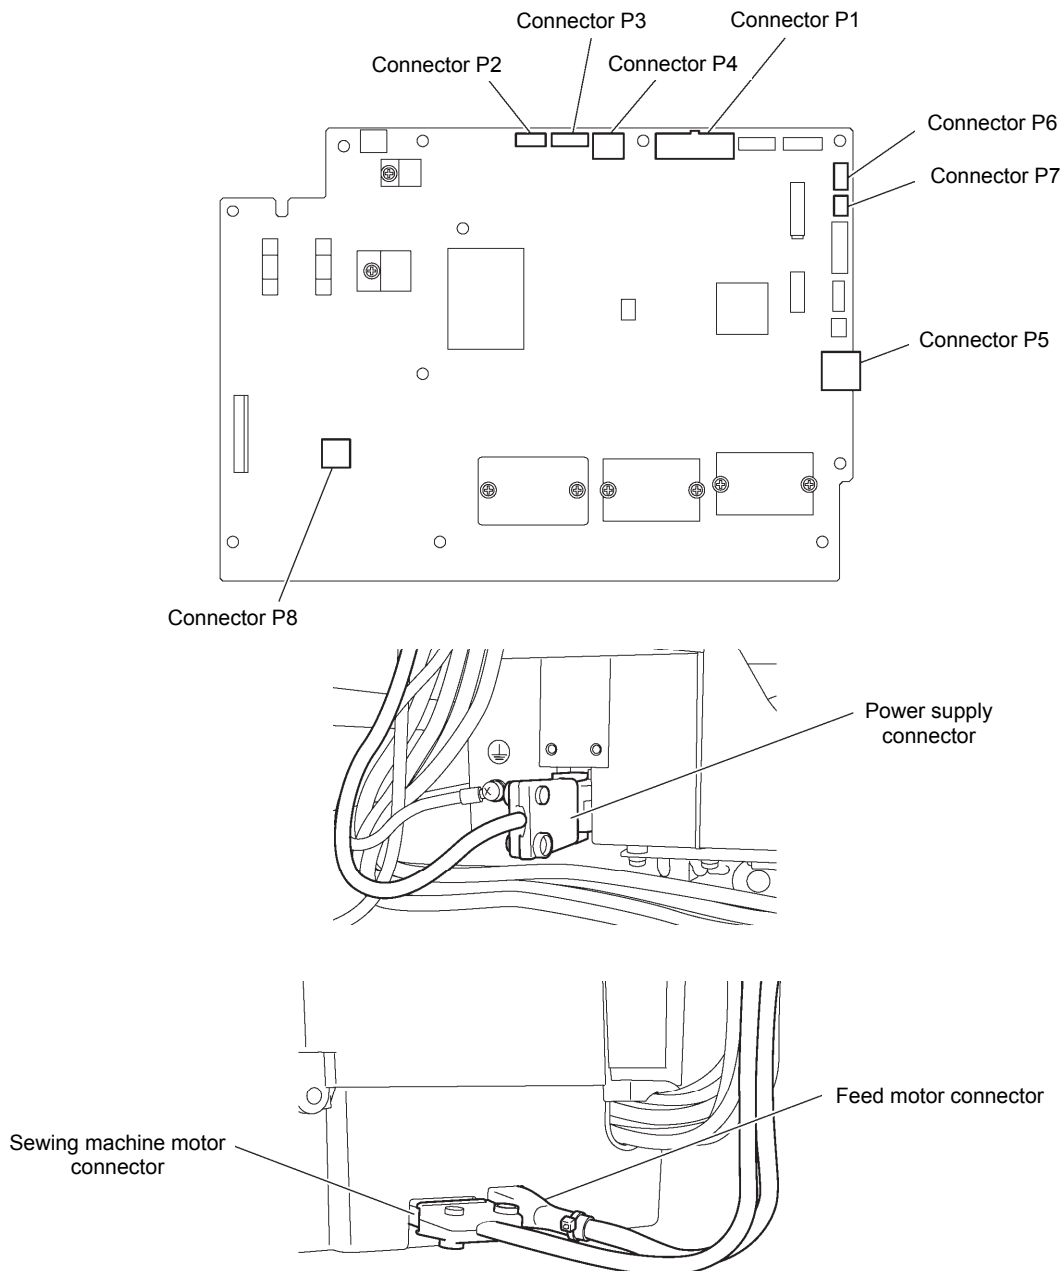 Connector P3
Connector P1
Connector P2
Connector P4
Connector P6
Connector P7
Connector P5
Connector P8
Power supply
connector
Feed motor connector
Sewing machine motor
connector